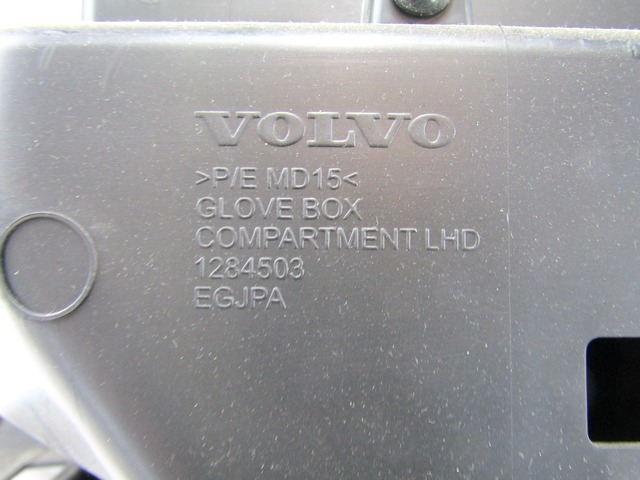 VOLVO
>P/E MD15<
GLOVE BOX
COMPARTMENT LHD
1284503
EGJPA